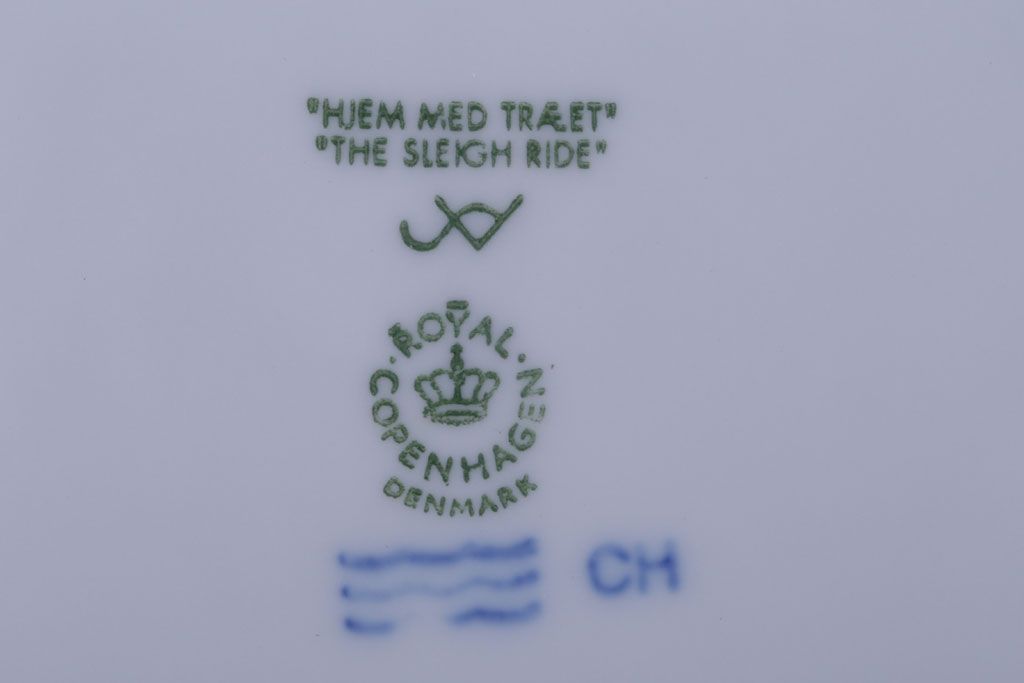 "HJEM MED TRÆET"
"THE SLEIGH RIDE"
ROYAL
COPENHAGEN
DENMARK
CH